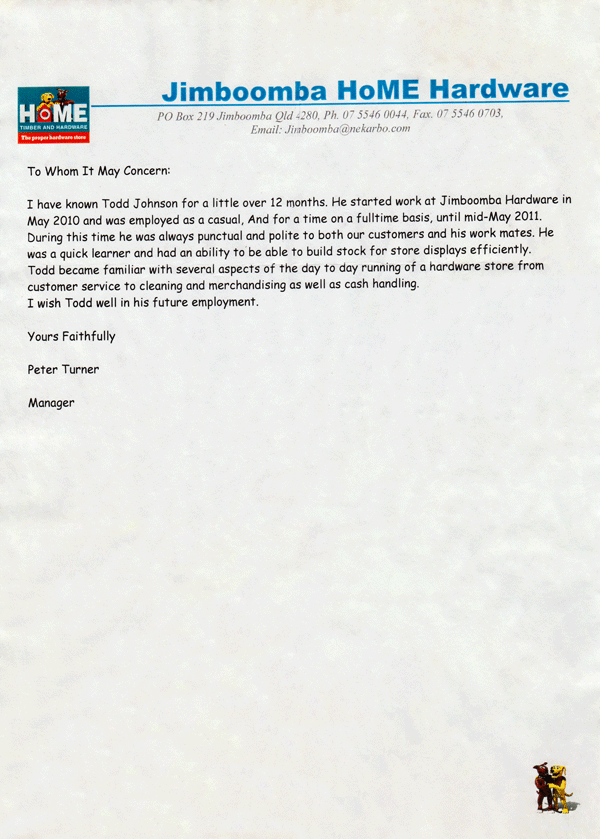 Jimboomba HoME Hardware
HOME
TIMBER AND HARDWARE
The proper hardware store
PO Box 219 Jimboomba Qld 4280, Ph. 07 5546 0044, Fax. 07 5546 0703,
Email: Jimboomba@nekarbo.com
To Whom It May Concern:
I have known Todd Johnson for a little over 12 months. He started work at Jimboomba Hardware in
May 2010 and was employed as a casual, And for a time on a fulltime basis, until mid-May 2011.
During this time he was always punctual and polite to both our customers and his work mates. He
was a quick learner and had an ability to be able to build stock for store displays efficiently.
Todd became familiar with several aspects of the day to day running of a hardware store from
customer service to cleaning and merchandising as well as cash handling.
I wish Todd well in his future employment.
Yours Faithfully
Peter Turner
Manager